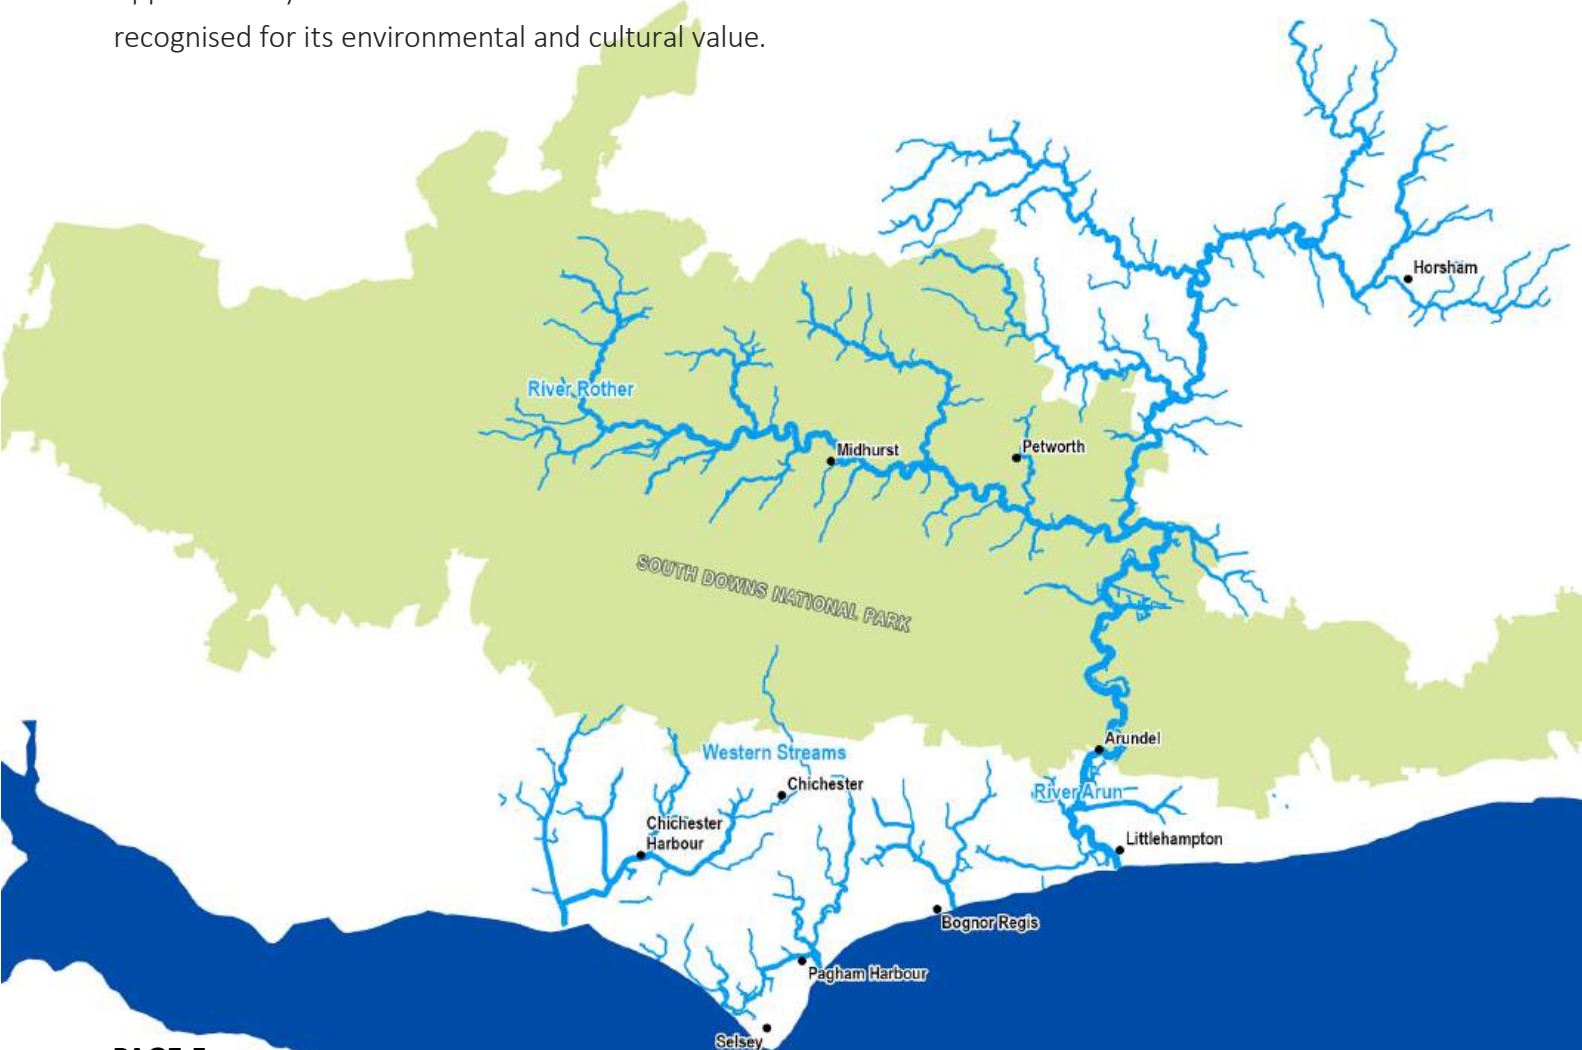 recognised for its environmental and cultural value.
Horsham
River Rother
Midhurst
Petworth
SOUTH DOWNS NATIONAL PARK
Arundel
Western Streams
Chichester
River Arun
Chichester
Harbour
Littlehampton
Bognor Regis
Pagham Harbour
Selsey